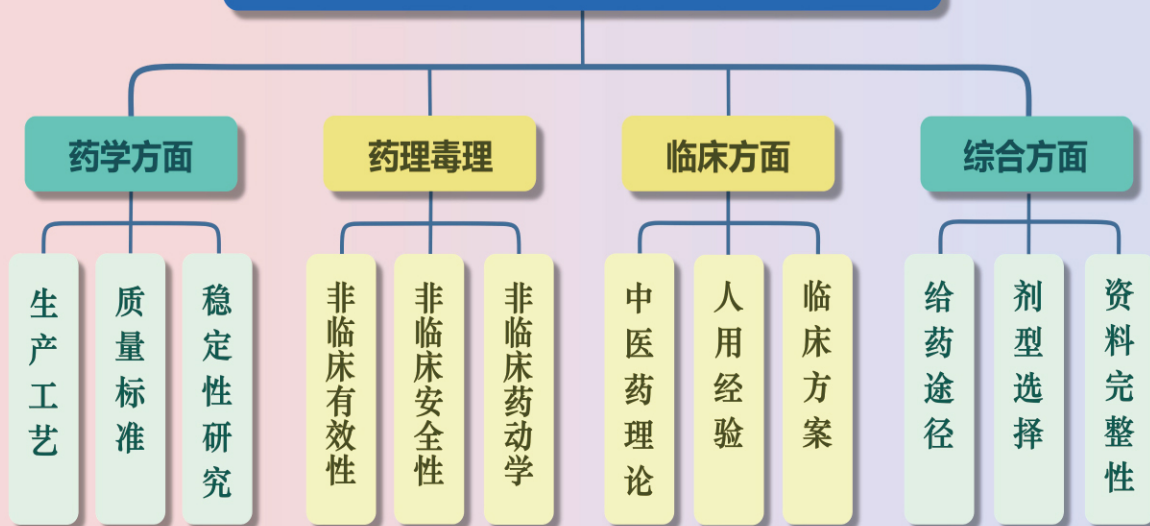 药学方面
药理毒理
临床方面
综合方面
生产工艺
质量标准
稳定性研究
非临床有效性
非临床安全性
非临床药动学
中医药理论
人用经验
临床方案
给药途径
剂型选择
资料完整性